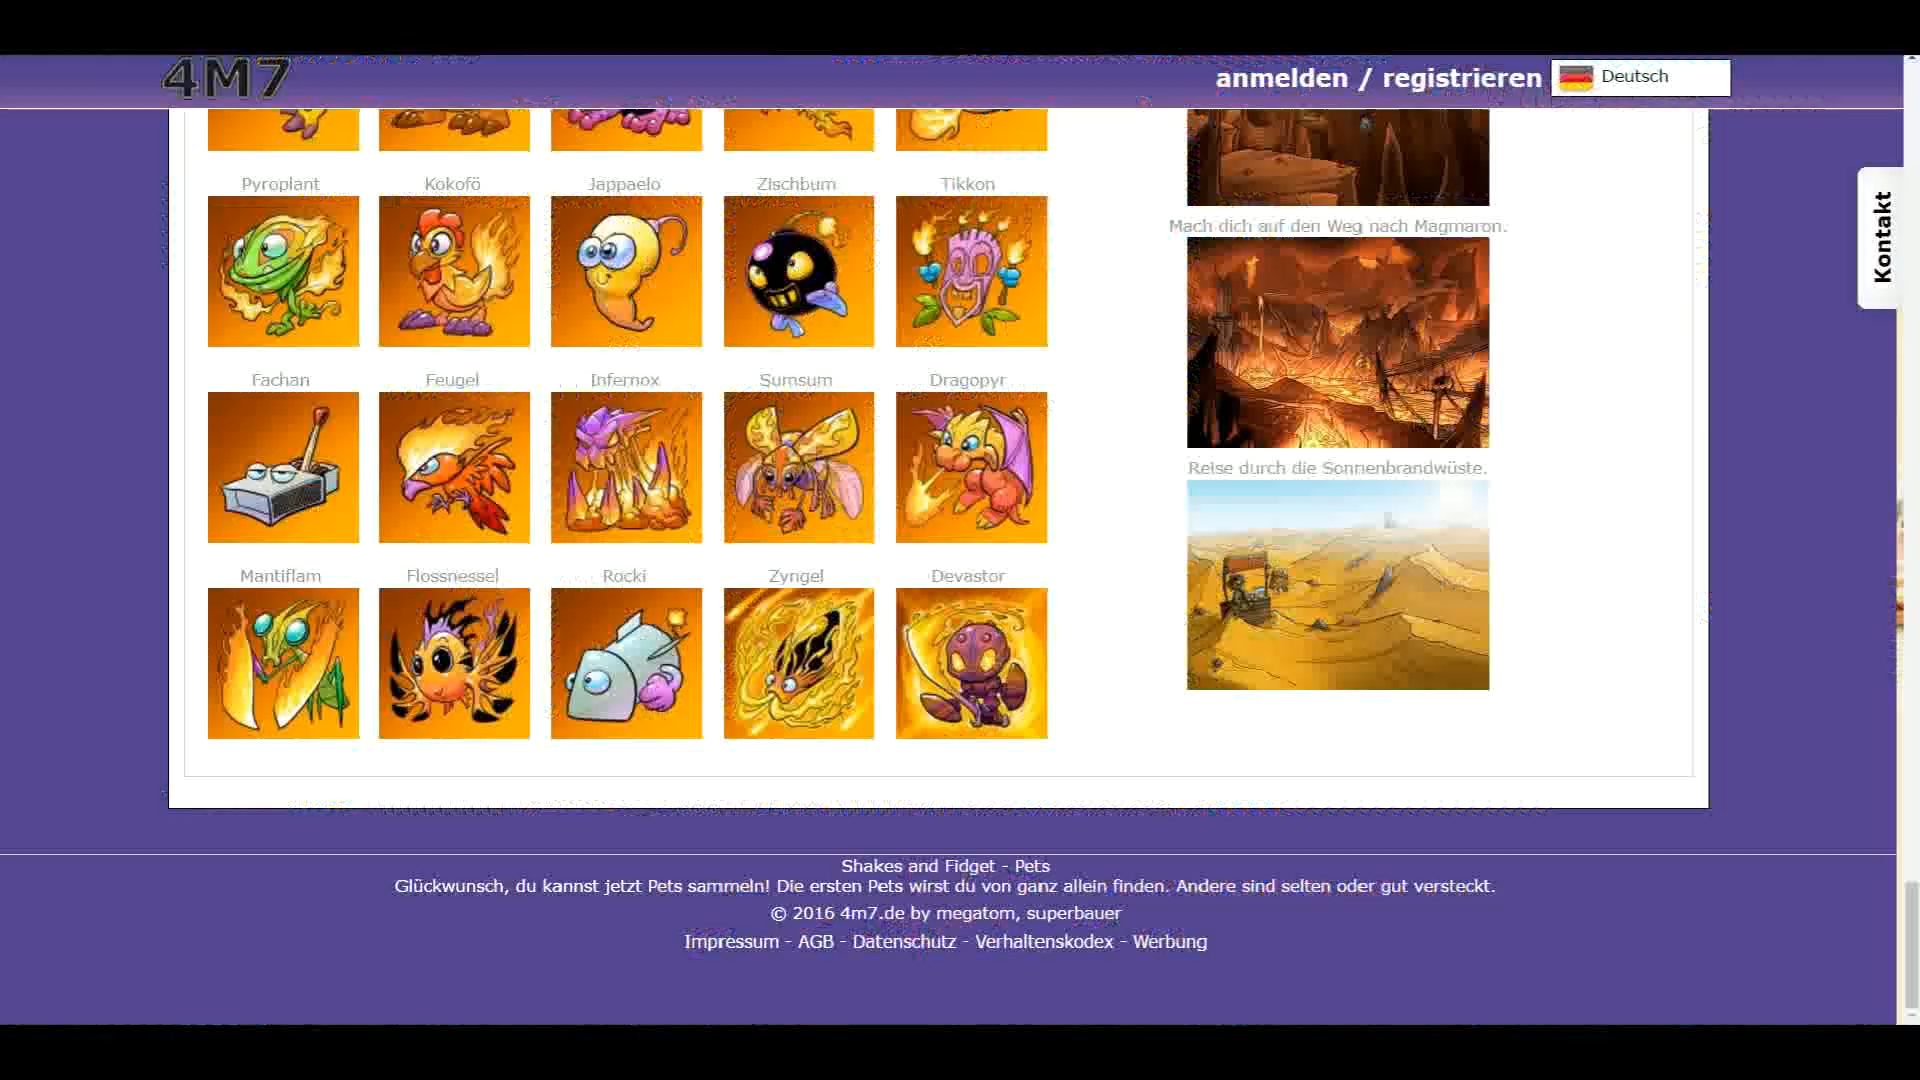 4M7
anmelden / registrieren
Deutsch
Kontakt
Pyroplant
Kokofö
Jappaelo
Zischbum
Tikkon
Fachan
Feugel
Infernox
Sumsum
Dragopyr
Mantiflam
Flossnessel
Rocki
Zyngel
Devastor
Mach dich auf den Weg nach Magmaron.
Reise durch die Sonnenbrandwüste.
Shakes and Fidget - Pets
Glückwunsch, du kannst jetzt Pets sammeln! Die ersten Pets wirst du von ganz allein finden. Andere sind selten oder gut versteckt.
© 2016 4m7.de by megatom, superbauer
Impressum - AGB - Datenschutz - Verhaltenskodex - Werbung